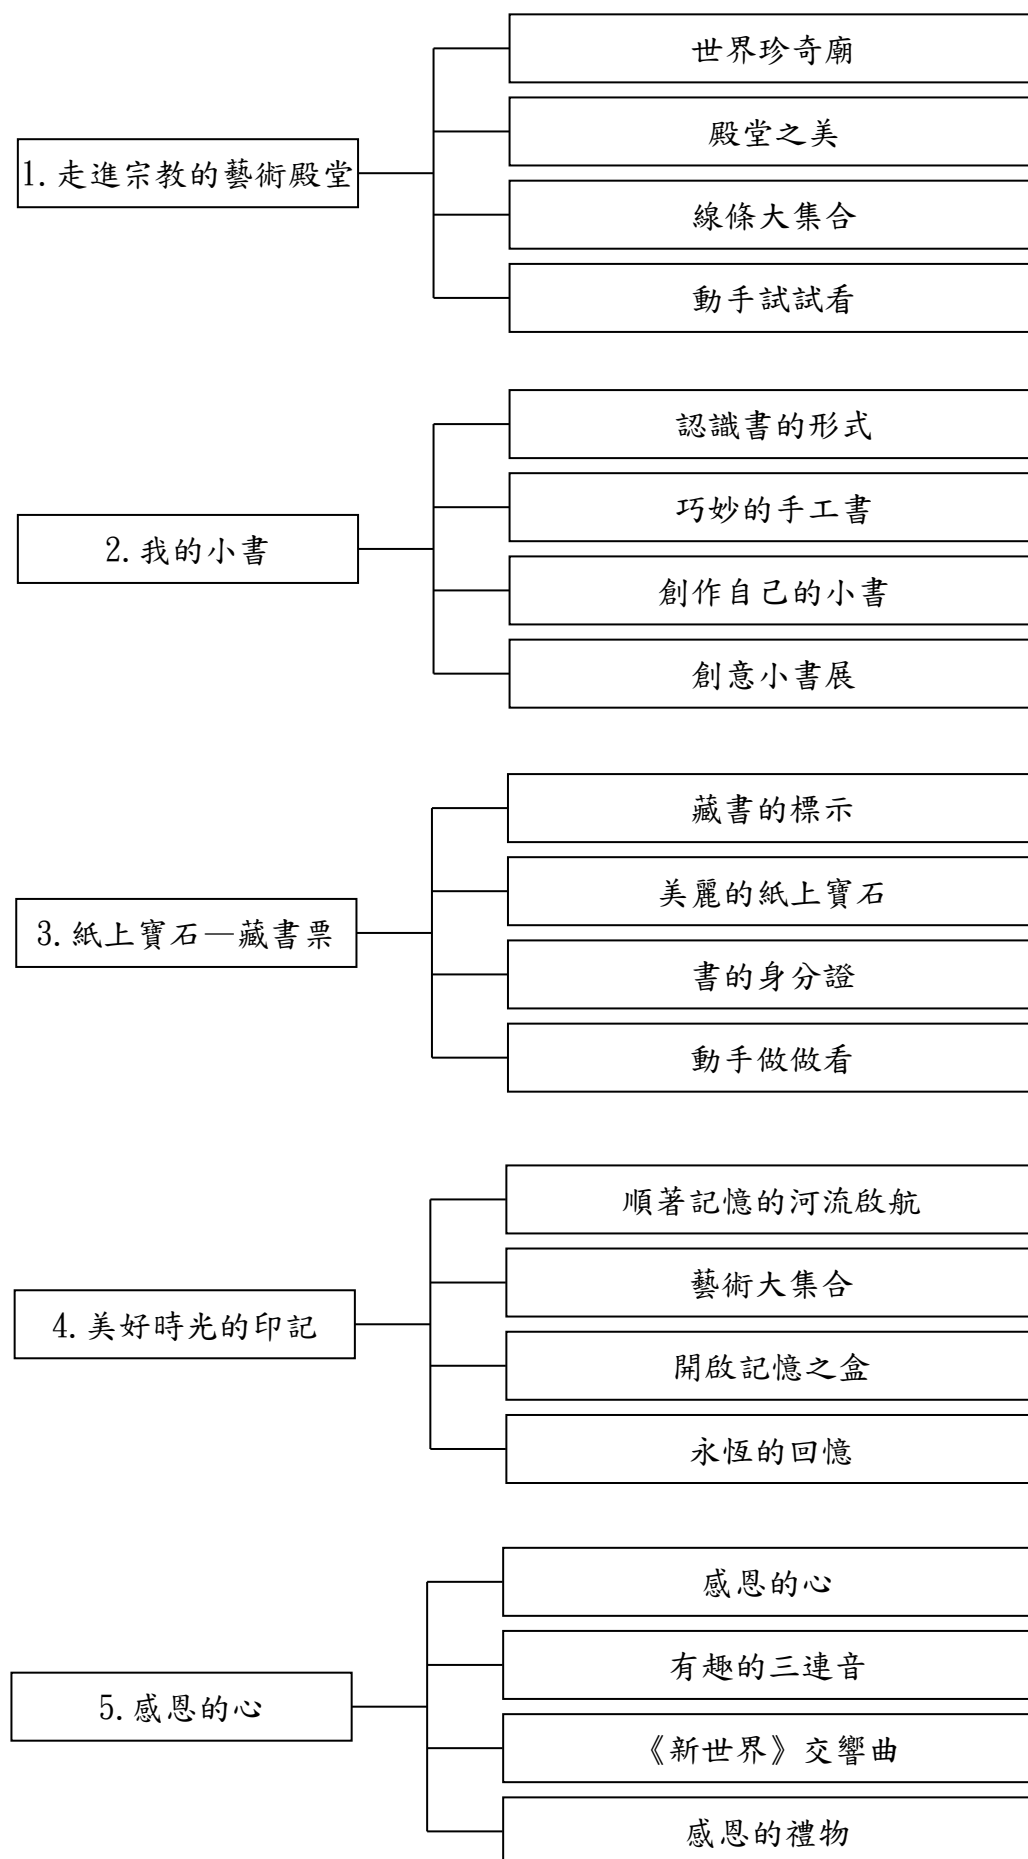 1.走進宗教的藝術殿堂
世界珍奇廟
殿堂之美
線條大集合
動手試試看
2.我的小書
認識書的形式
巧妙的手工書
創作自己的小書
創意小書展
3.紙上寶石—藏書票
藏書的標示
美麗的紙上寶石
書的身分證
動手做做看
4.美好時光的印記
順著記憶的河流啟航
藝術大集合
開啟記憶之盒
永恆的回憶
5.感恩的心
感恩的心
有趣的三連音
《新世界》交響曲
感恩的禮物